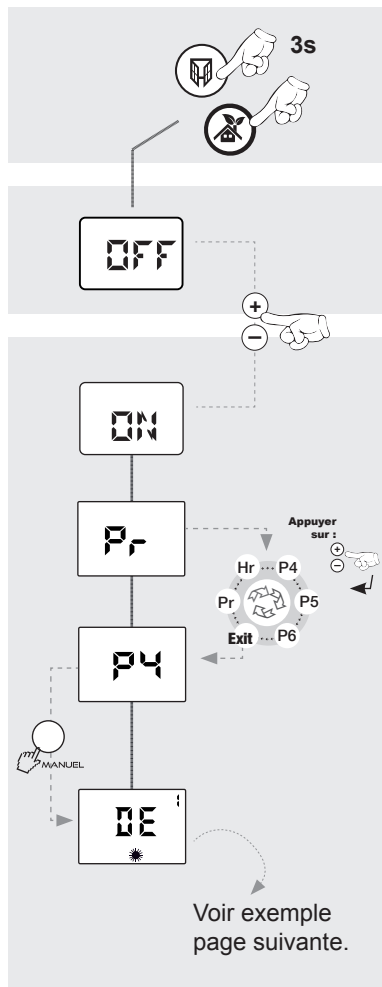 3s
OFF
+
−
ON
Pr
Appuyer
sur :
+
−
Hr P4
Pr P5
Exit P6
P4
MANUEL
DE 1
Voir exemple
page suivante.